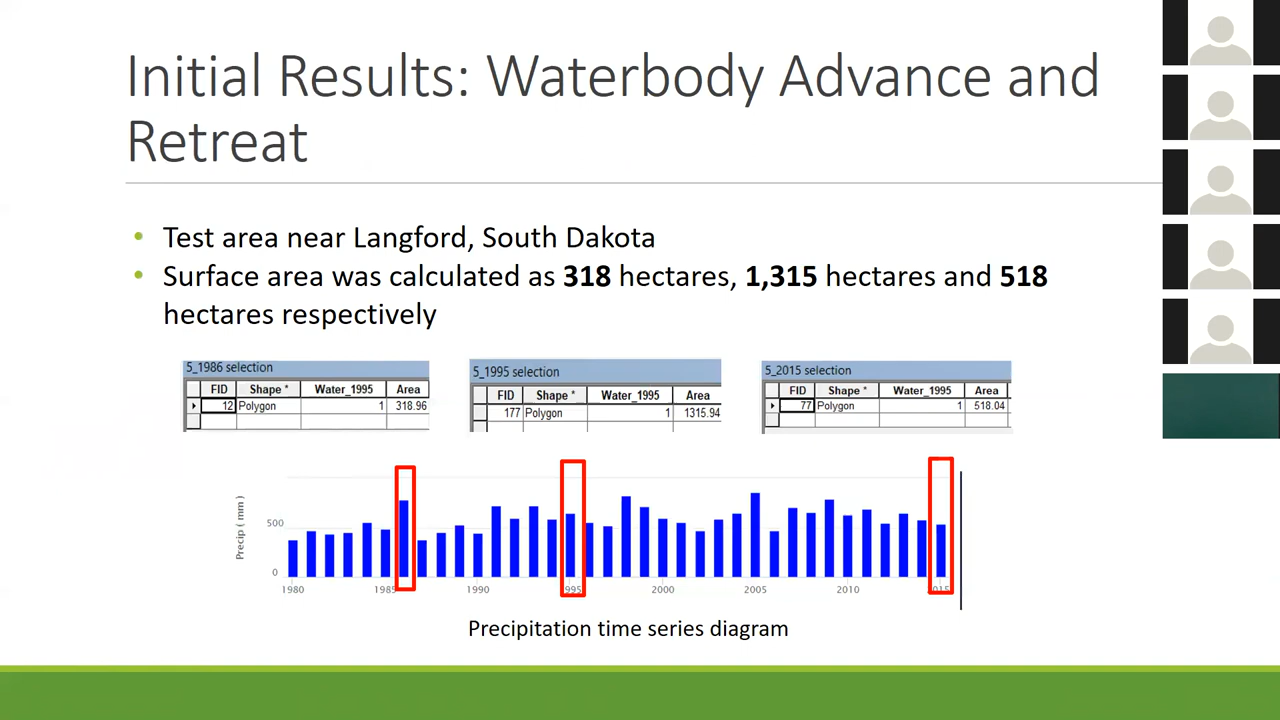 Initial Results: Waterbody Advance and
Retreat
• Test area near Langford, South Dakota
• Surface area was calculated as 318 hectares, 1,315 hectares and 518
hectares respectively
5_1986 selection
FID Shape * Water_1995 Area
12 Polygon 1 318.96
5_1995 selection
FID Shape * Water_1995 Area
177 Polygon 1 1315.94
5_2015 selection
FID Shape * Water_1995 Area
77 Polygon 1 518.04
Precip ( mm )
500
0
1980 1985 1990 1995 2000 2005 2010 2015
Precipitation time series diagram